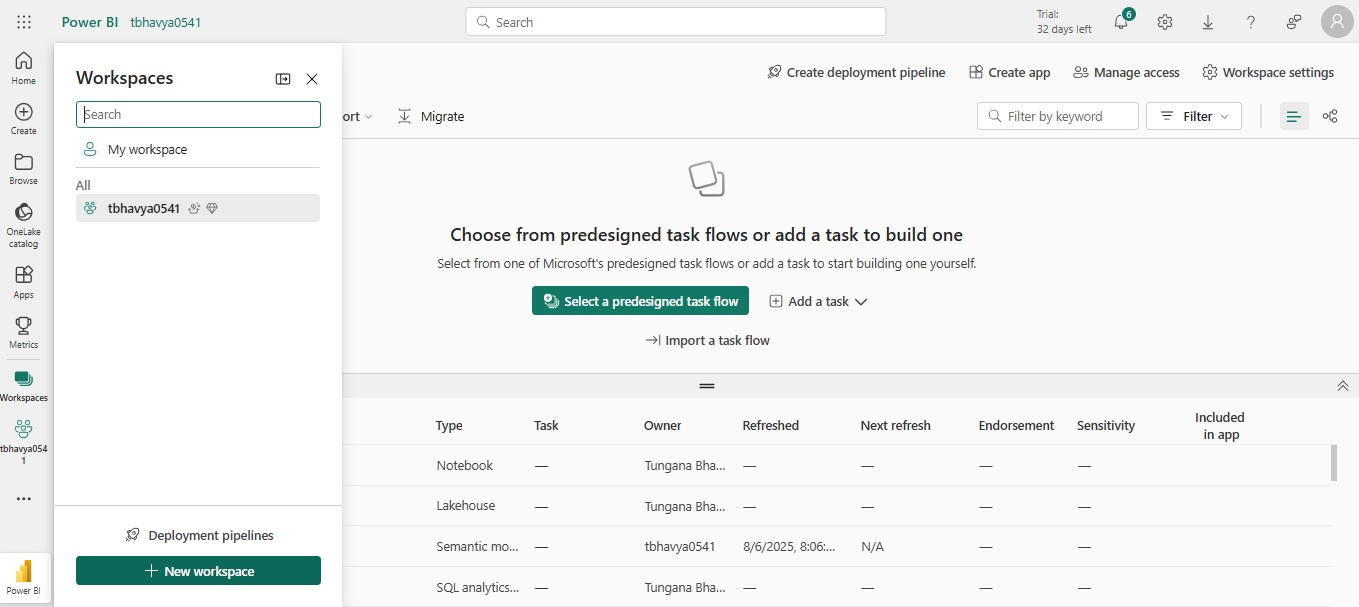 Power BI tbhavya0541
Search
Trial:
32 days left
6
Home
Create
Browse
OneLake
catalog
Apps
Metrics
Workspaces
tbhavya054
1
Power BI
Workspaces
Search
My workspace
All
tbhavya0541
Deployment pipelines
New workspace
Create deployment pipeline
Create app
Manage access
Workspace settings
ort
Migrate
Filter by keyword
Filter
Choose from predesigned task flows or add a task to build one
Select from one of Microsoft's predesigned task flows or add a task to start building one yourself.
Select a predesigned task flow
Add a task
Import a task flow
Type Task Owner Refreshed Next refresh Endorsement Sensitivity Included
in app
Notebook — Tungana Bha... — — — —
Lakehouse — Tungana Bha... — — — —
Semantic mo... — tbhavya0541 8/6/2025, 8:06:... N/A — —
SQL analytics... — Tungana Bha... — — — —